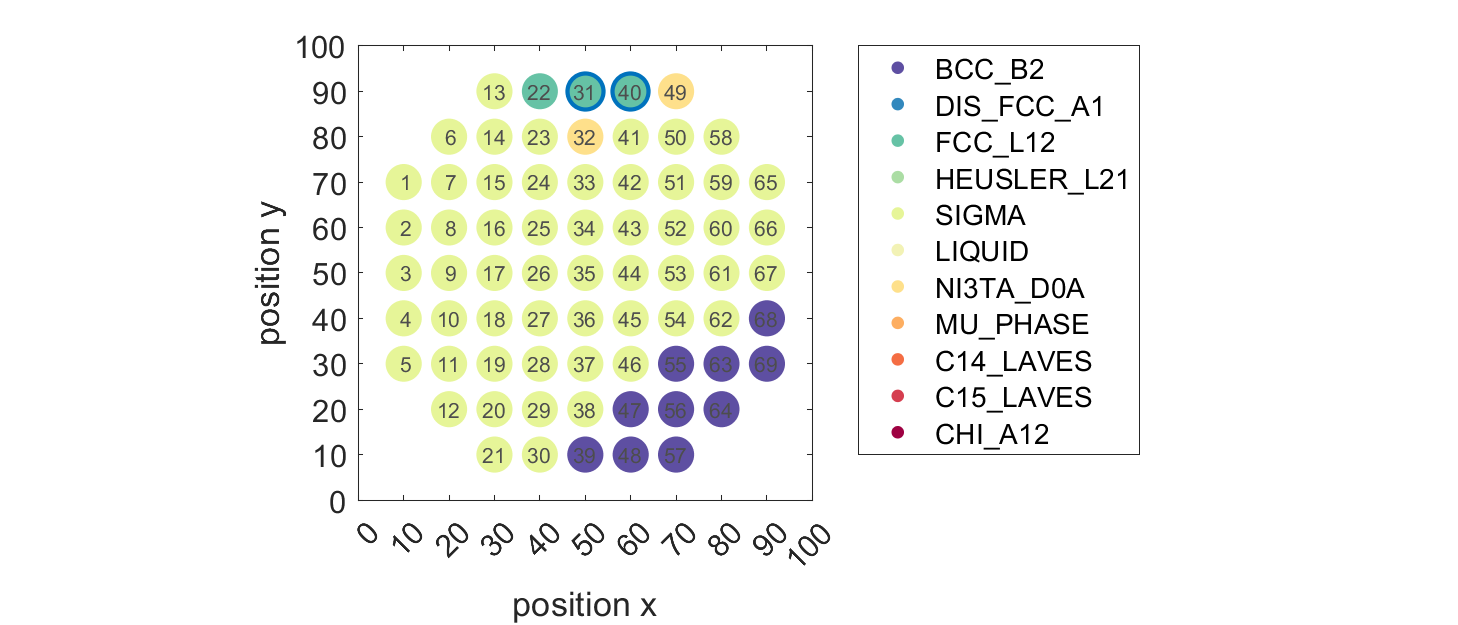 100
90
80
70
60
50
40
30
20
10
0
position y
13 22 31 40 49
6 14 23 32 41 50 58
1 7 15 24 33 42 51 59 65
2 8 16 25 34 43 52 60 66
3 9 17 26 35 44 53 61 67
4 10 18 27 36 45 54 62 68
5 11 19 28 37 46 55 63 69
12 20 29 38 47 56 64
21 30 39 48 57
0 10 20 30 40 50 60 70 80 90 100
position x
BCC_B2
DIS_FCC_A1
FCC_L12
HEUSLER_L21
SIGMA
LIQUID
NI3TA_D0A
MU_PHASE
C14_LAVES
C15_LAVES
CHI_A12